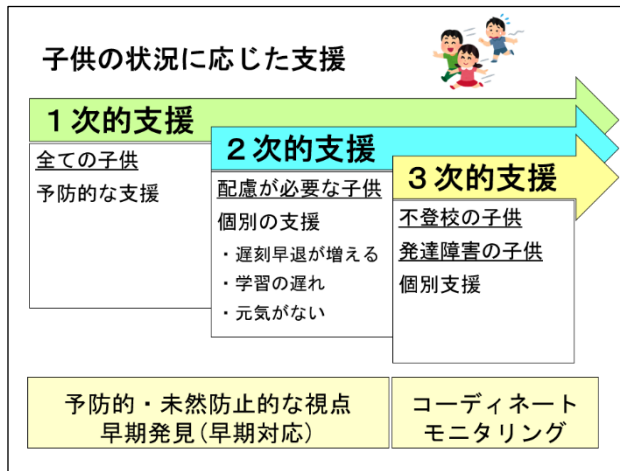 子供の状況に応じた支援
１次的支援
全ての子供
予防的な支援
２次的支援
配慮が必要な子供
個別の支援
・遅刻早退が増える
・学習の遅れ
・元気がない
３次的支援
不登校の子供
発達障害の子供
個別支援
予防的・未然防止的な視点
早期発見(早期対応)
コーディネート
モニタリング